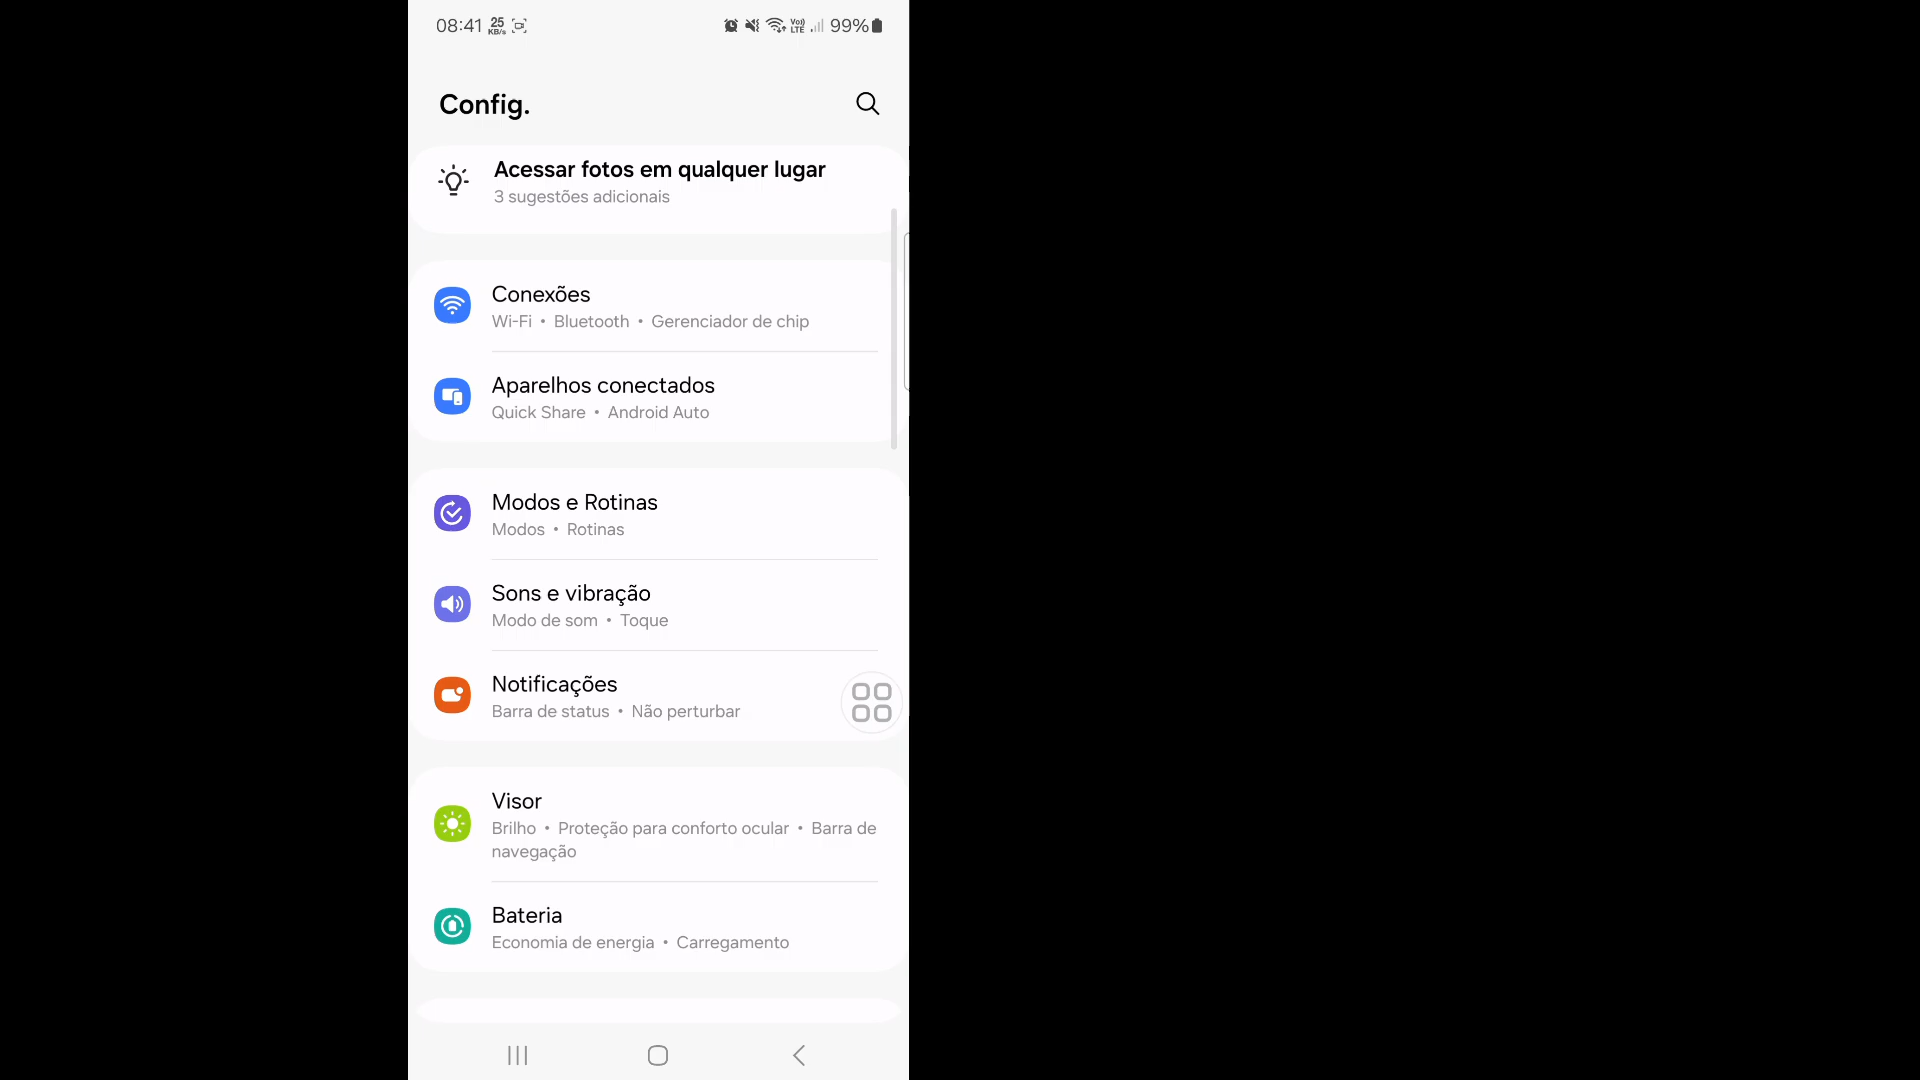 08:41 25 KB/s Vo)) LTE 99%
Config.
Acessar fotos em qualquer lugar
3 sugestões adicionais
Conexões
Wi-Fi • Bluetooth • Gerenciador de chip
Aparelhos conectados
Quick Share • Android Auto
Modos e Rotinas
Modos • Rotinas
Sons e vibração
Modo de som • Toque
Notificações
Barra de status • Não perturbar
Visor
Brilho • Proteção para conforto ocular • Barra de
navegação
Bateria
Economia de energia • Carregamento